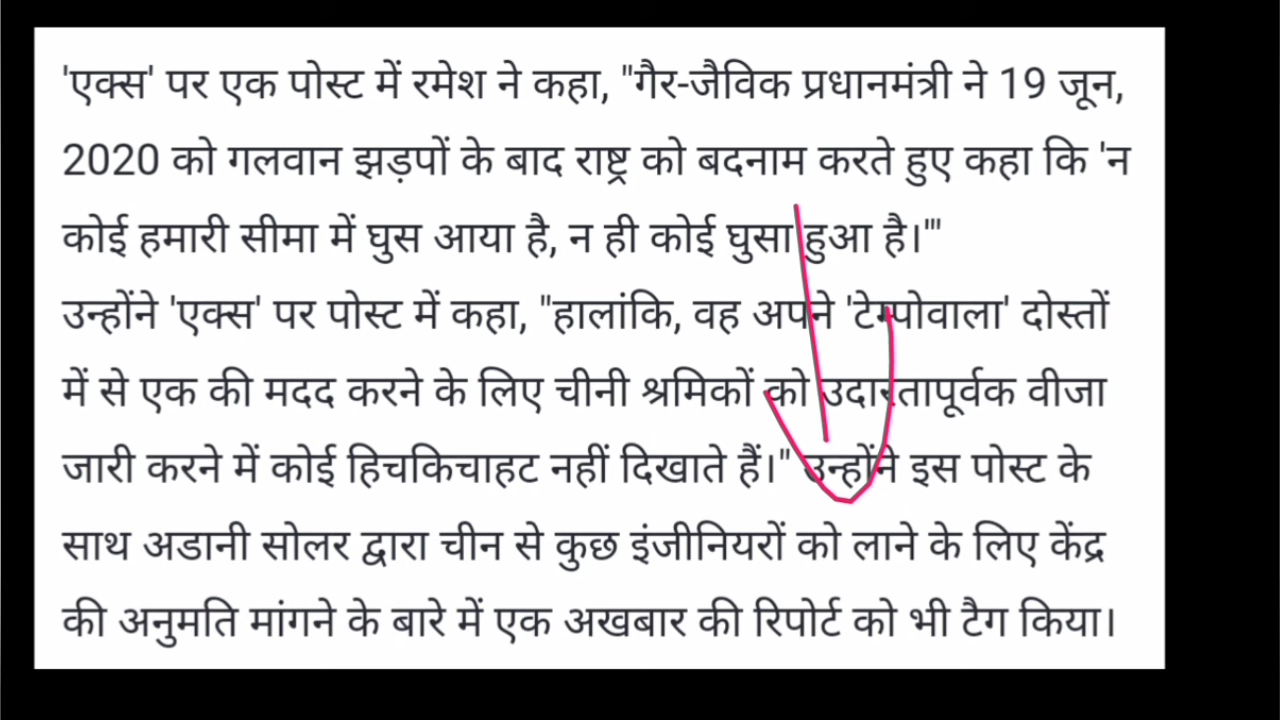 'एक्स' पर एक पोस्ट में रमेश ने कहा, "गैर-जैविक प्रधानमंत्री ने 19 जून,
2020 को गलवान झड़पों के बाद राष्ट्र को बदनाम करते हुए कहा कि 'न
कोई हमारी सीमा में घुस आया है, न ही कोई घुसा हुआ है।'"
उन्होंने 'एक्स' पर पोस्ट में कहा, "हालांकि, वह अपने 'टेम्पोवाला' दोस्तों
में से एक की मदद करने के लिए चीनी श्रमिकों को उदारतापूर्वक वीजा
जारी करने में कोई हिचकिचाहट नहीं दिखाते हैं।" उन्होंने इस पोस्ट के
साथ अडानी सोलर द्वारा चीन से कुछ इंजीनियरों को लाने के लिए केंद्र
की अनुमति मांगने के बारे में एक अखबार की रिपोर्ट को भी टैग किया।